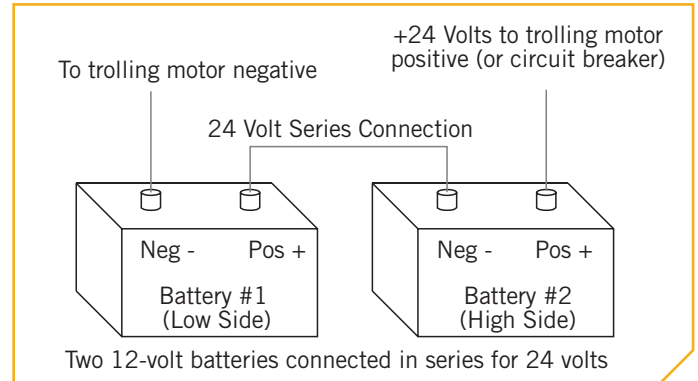 +24 Volts to trolling motor
positive (or circuit breaker)
To trolling motor negative
24 Volt Series Connection
Neg - Pos +
Battery #1
(Low Side)
Neg - Pos +
Battery #2
(High Side)
Two 12-volt batteries connected in series for 24 volts